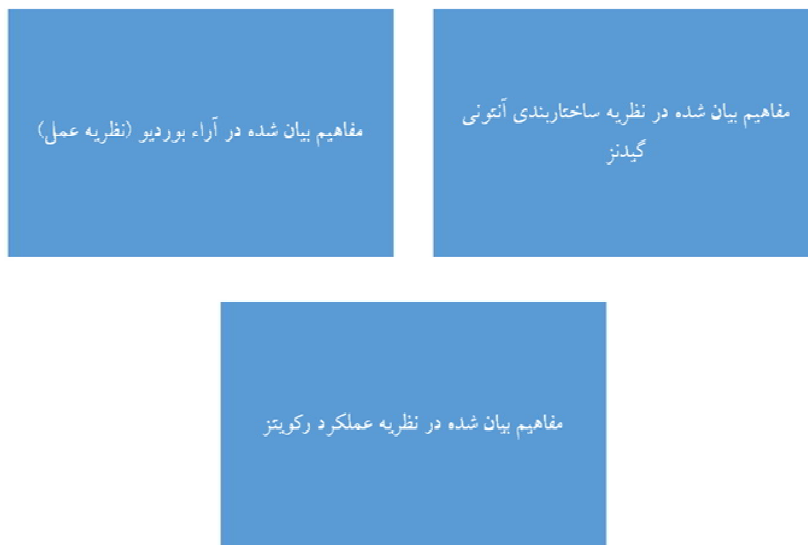 مفاهیم بیان شده در نظریه ساختاربندی آنتونی
گیدنز
مفاهیم بیان شده در آراء بوردیو (نظریه عمل)
مفاهیم بیان شده در نظریه عملکرد رکویتز